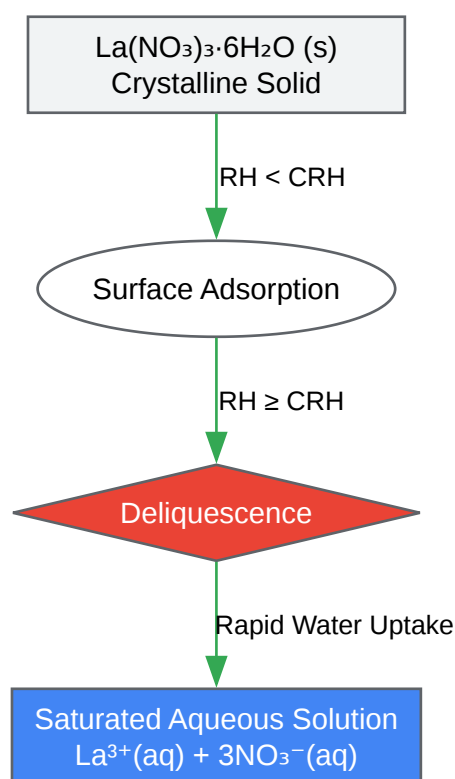 La(NO₃)₃·6H₂O (s)
Crystalline Solid
RH < CRH
Surface Adsorption
RH ≥ CRH
Deliquescence
Rapid Water Uptake
Saturated Aqueous Solution
La³⁺(aq) + 3NO₃⁻(aq)